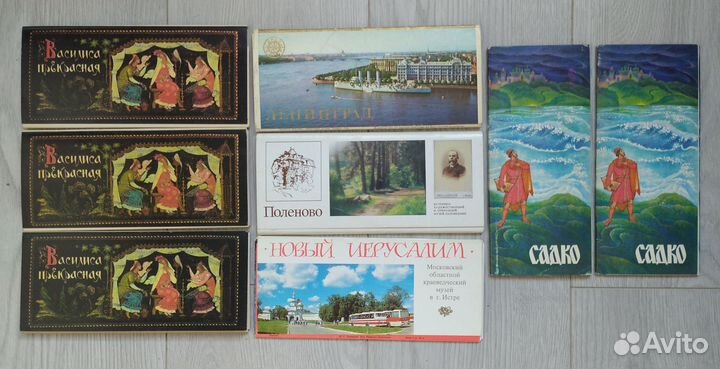 Василиса
прекрасная
Василиса
прекрасная
Василиса
прекрасная
ЛЕНИНГРАД
Поленово
НОВЫЙ ИЕРУСАЛИМ
Московский
областной
краеведческий
музей
в г. Истре
САДКО
САДКО
Avito